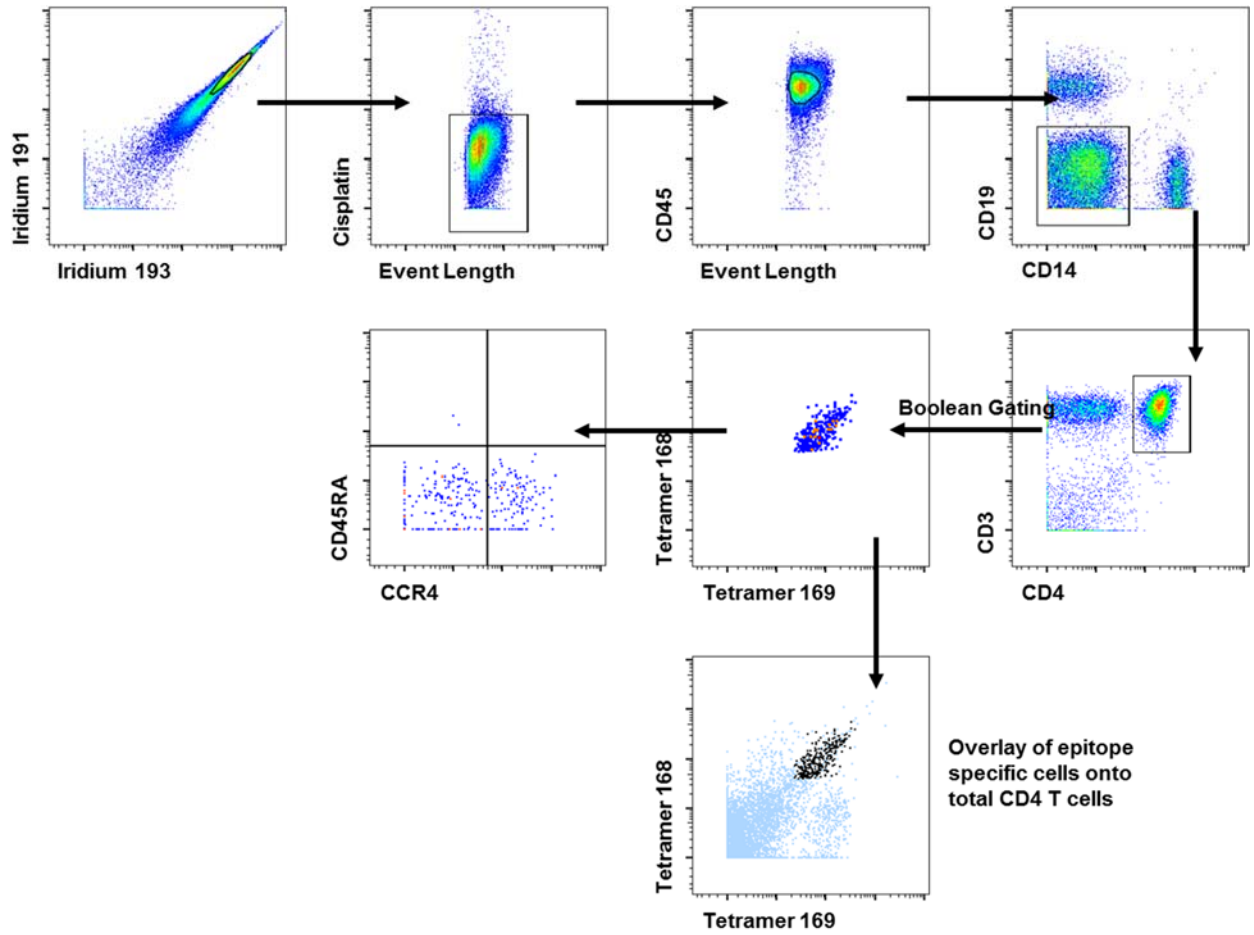 Iridium 191
Iridium 193
Cisplatin
Event Length
CD45
Event Length
CD19
CD14
CD45RA
CCR4
Tetramer 168
Tetramer 169
Boolean Gating
CD3
CD4
Tetramer 168
Tetramer 169
Overlay of epitope
specific cells onto
total CD4 T cells